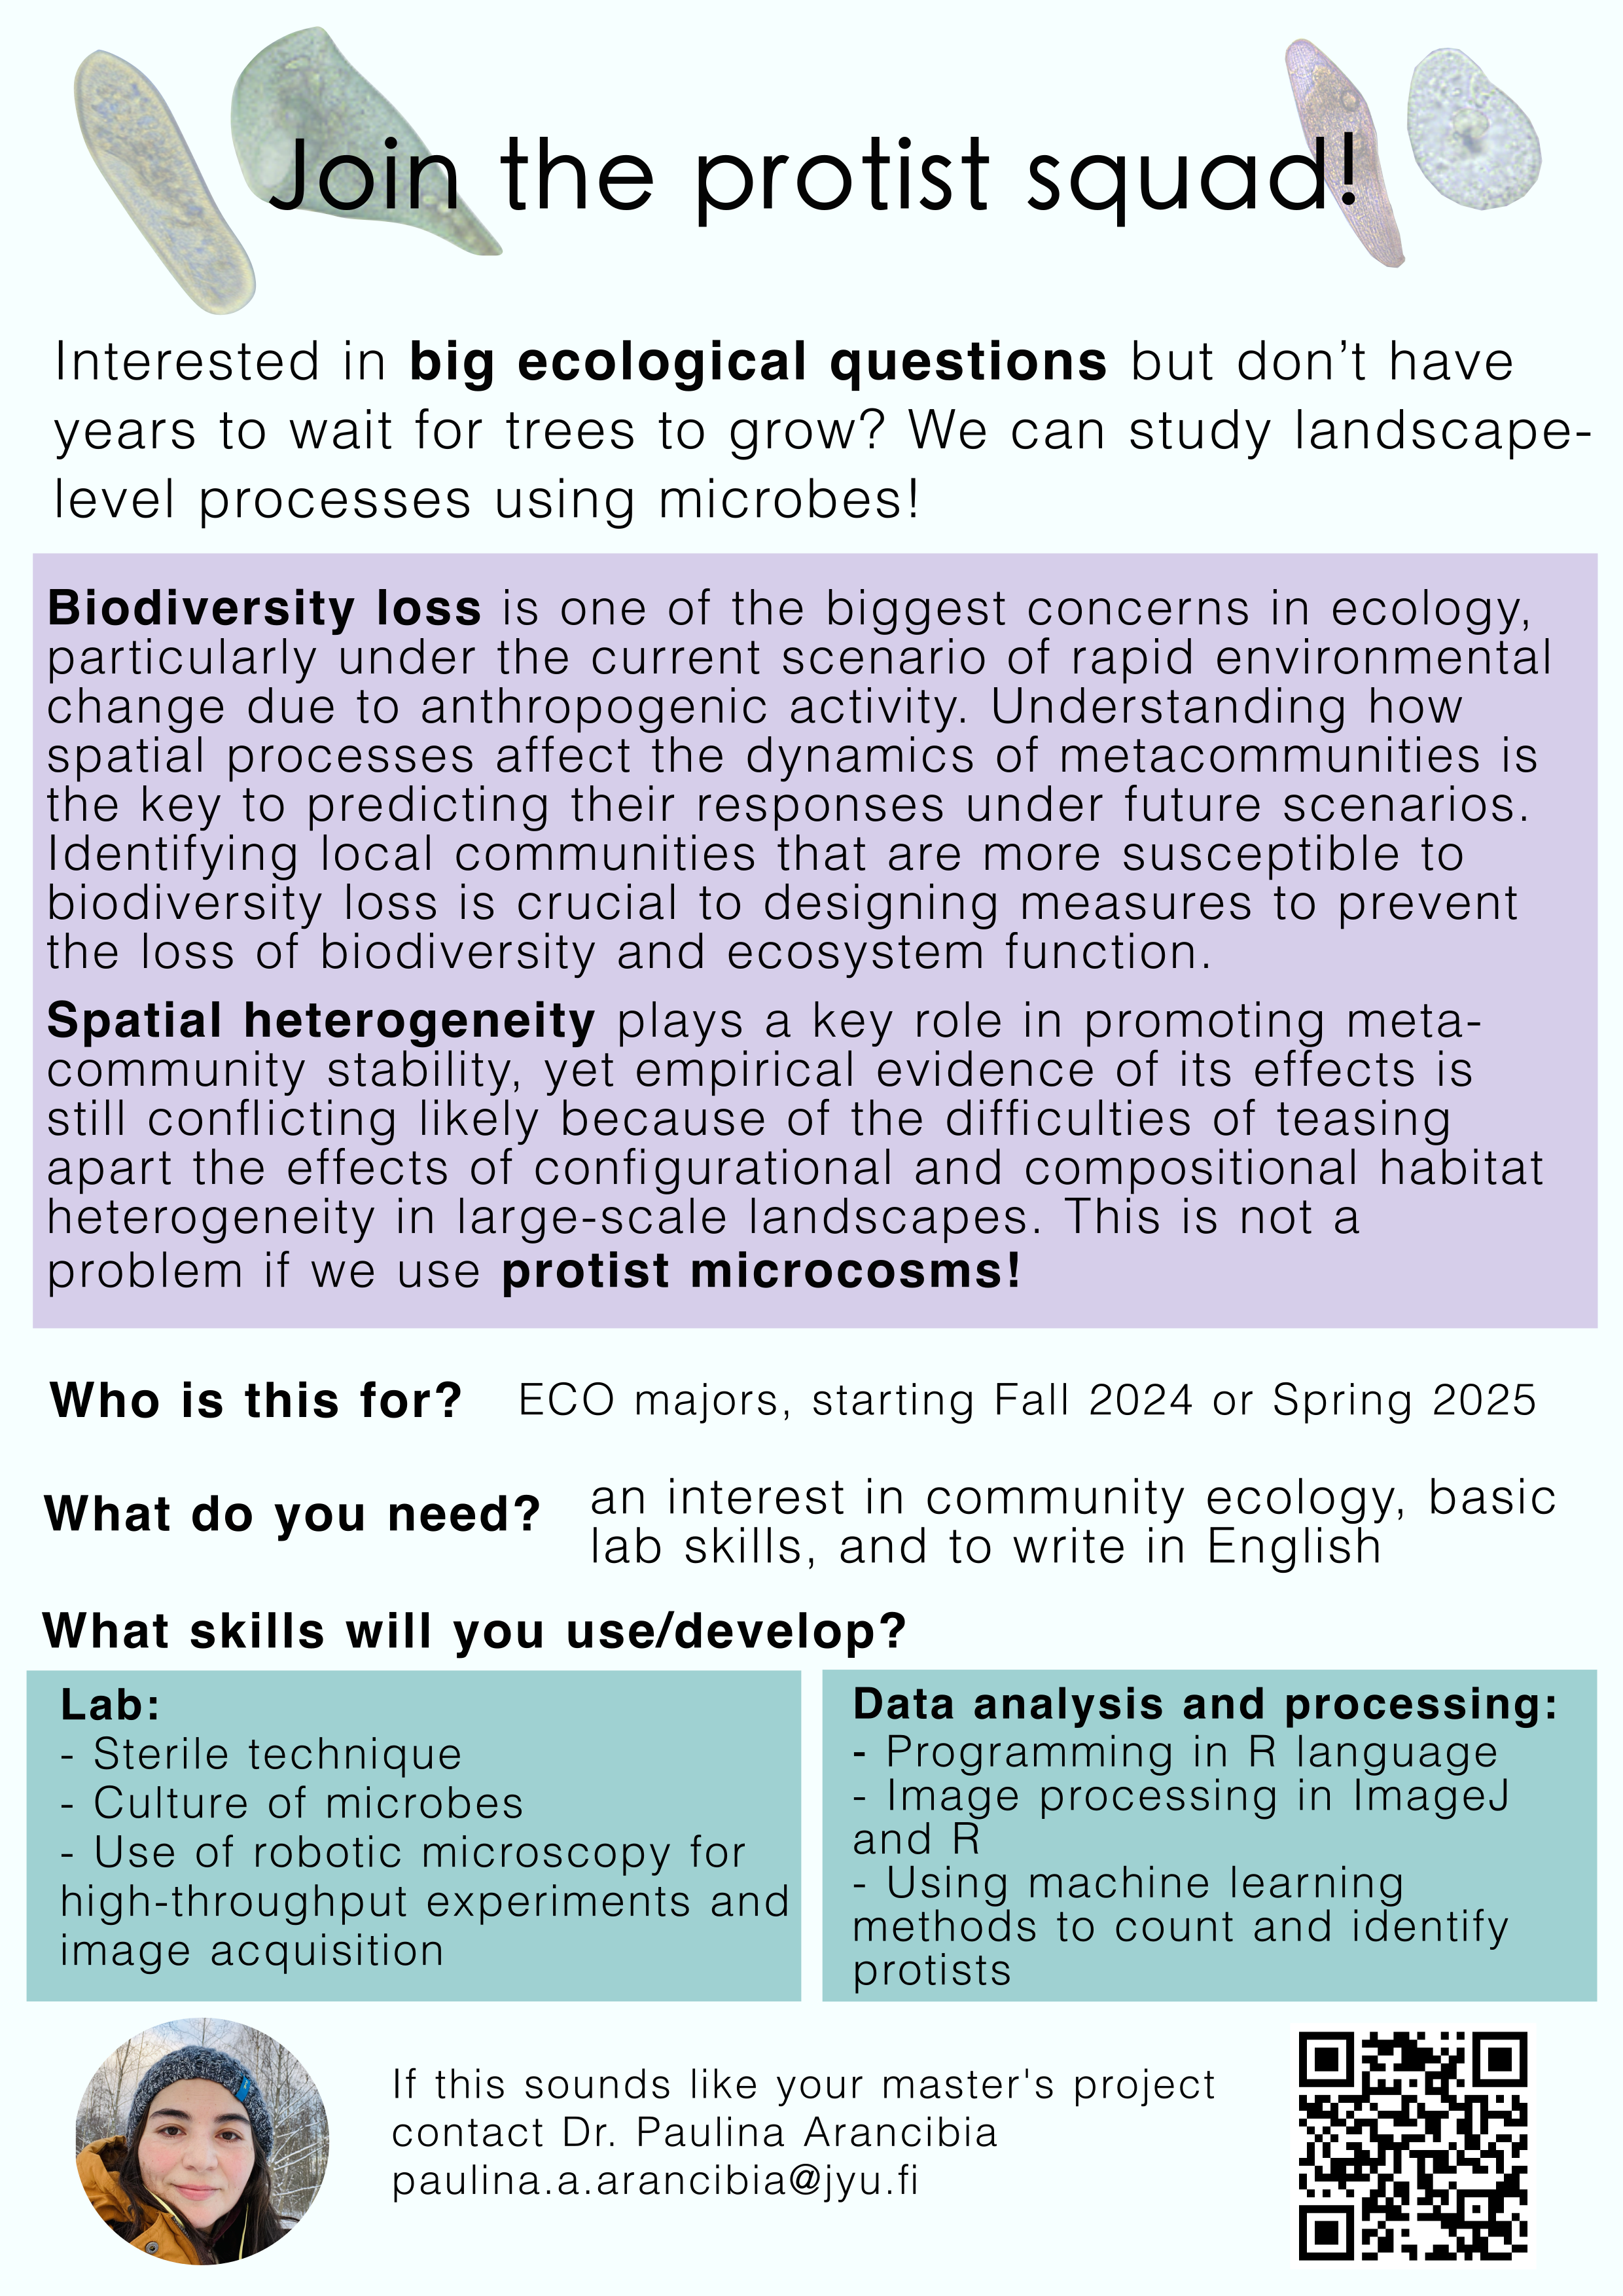 Join the protist squad!
Interested in big ecological questions but don’t have
years to wait for trees to grow? We can study landscape-
level processes using microbes!
Biodiversity loss is one of the biggest concerns in ecology,
particularly under the current scenario of rapid environmental
change due to anthropogenic activity. Understanding how
spatial processes affect the dynamics of metacommunities is
the key to predicting their responses under future scenarios.
Identifying local communities that are more susceptible to
biodiversity loss is crucial to designing measures to prevent
the loss of biodiversity and ecosystem function.
Spatial heterogeneity plays a key role in promoting meta-
community stability, yet empirical evidence of its effects is
still conflicting likely because of the difficulties of teasing
apart the effects of configurational and compositional habitat
heterogeneity in large-scale landscapes. This is not a
problem if we use protist microcosms!
Who is this for? ECO majors, starting Fall 2024 or Spring 2025
What do you need? an interest in community ecology, basic
lab skills, and to write in English
What skills will you use/develop?
Lab:
- Sterile technique
- Culture of microbes
- Use of robotic microscopy for
high-throughput experiments and
image acquisition
Data analysis and processing:
- Programming in R language
- Image processing in ImageJ
and R
- Using machine learning
methods to count and identify
protists
If this sounds like your master's project
contact Dr. Paulina Arancibia
paulina.a.arancibia@jyu.fi